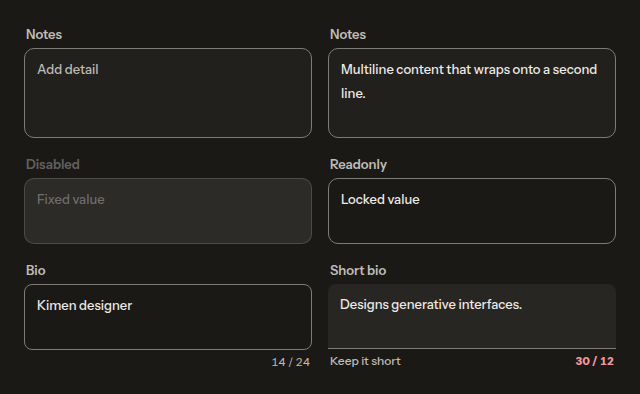 Notes
Add detail
Notes
Multiline content that wraps onto a second
line.
Disabled
Fixed value
Readonly
Locked value
Bio
Kimen designer
14 / 24
Short bio
Designs generative interfaces.
Keep it short
30 / 12